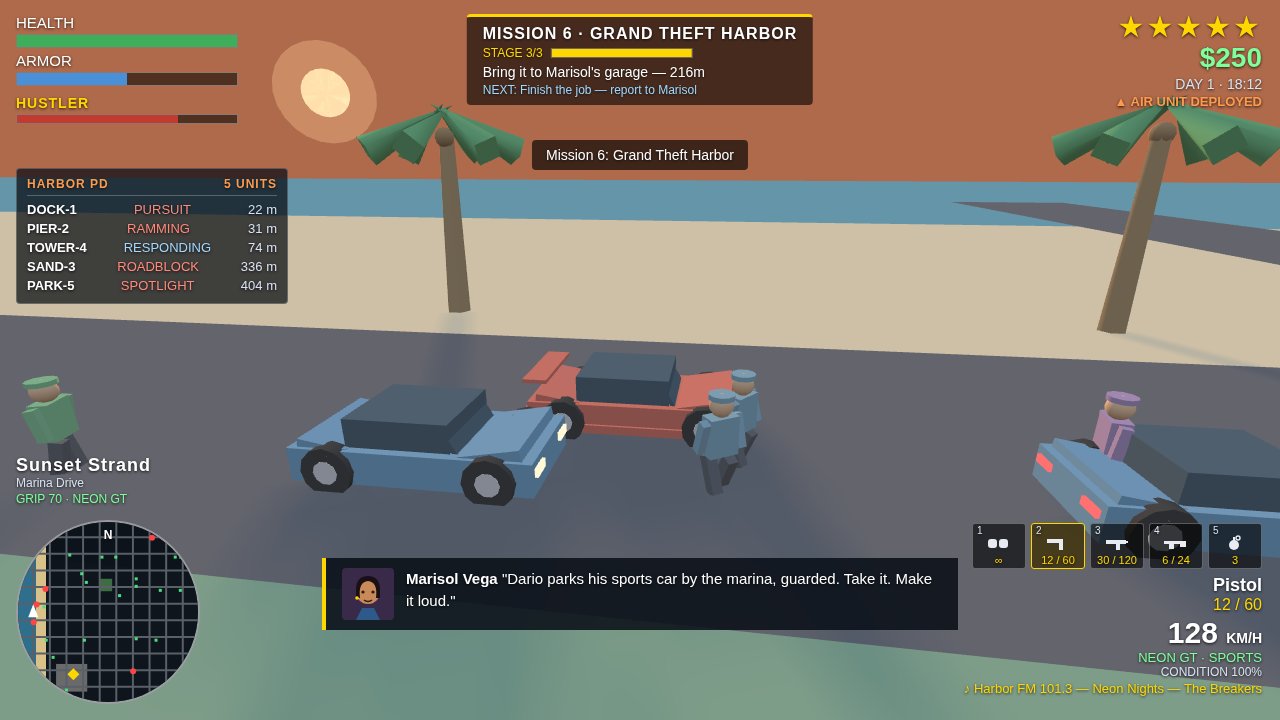 HEALTH
ARMOR
HUSTLER
MISSION 6 · GRAND THEFT HARBOR
STAGE 3/3
Bring it to Marisol's garage — 216m
NEXT: Finish the job — report to Marisol
Mission 6: Grand Theft Harbor
★★★★★
$250
DAY 1 · 18:12
▲ AIR UNIT DEPLOYED
HARBOR PD 5 UNITS
DOCK-1 PURSUIT 22 m
PIER-2 RAMMING 31 m
TOWER-4 RESPONDING 74 m
SAND-3 ROADBLOCK 336 m
PARK-5 SPOTLIGHT 404 m
Sunset Strand
Marina Drive
GRIP 70 · NEON GT
N
Marisol Vega "Dario parks his sports car by the marina, guarded. Take it. Make
it loud."
1 2 3 4 5
∞ 12 / 60 30 / 120 6 / 24 3
Pistol
12 / 60
128 KM/H
NEON GT · SPORTS
CONDITION 100%
♪ Harbor FM 101.3 — Neon Nights — The Breakers